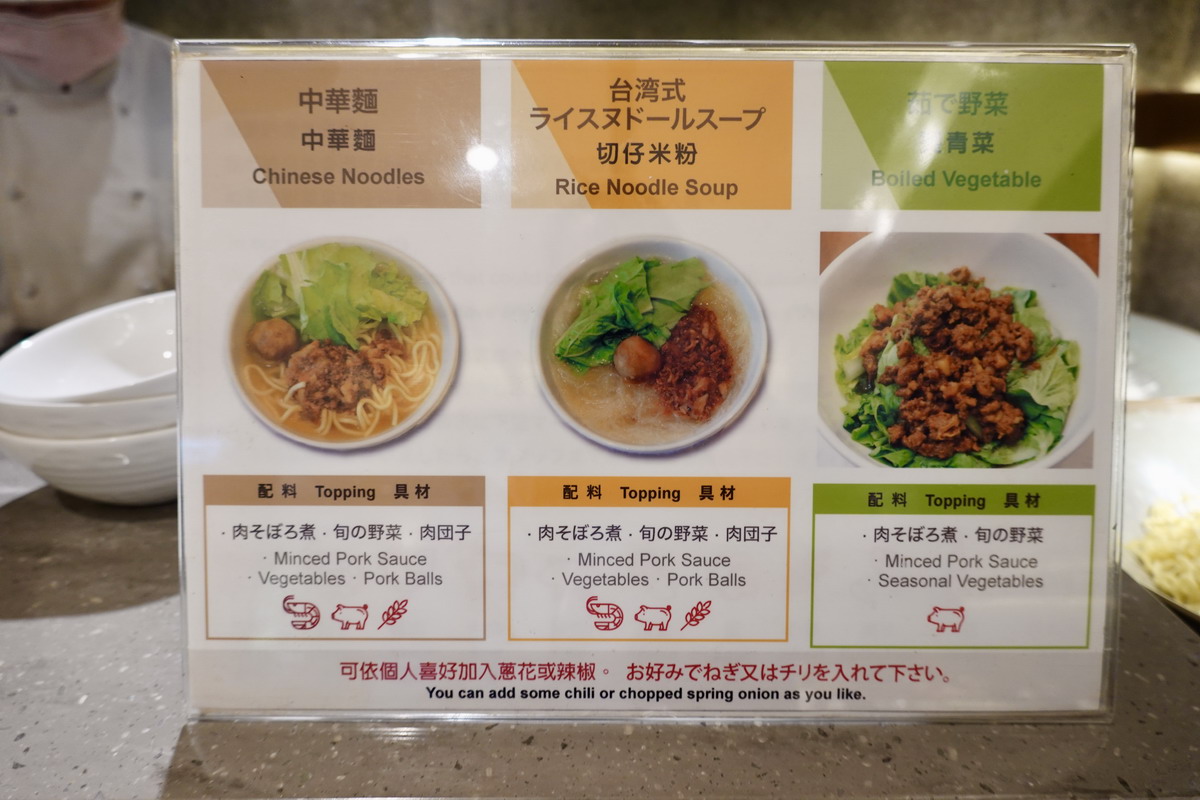 中華麵
中華麵
Chinese Noodles
台湾式
ライスヌドールスープ
切仔米粉
Rice Noodle Soup
茹で野菜
青菜
Boiled Vegetable
配料 Topping 具材
· 肉そぼろ煮 · 旬の野菜 · 肉団子
· Minced Pork Sauce
· Vegetables · Pork Balls
配料 Topping 具材
· 肉そぼろ煮 · 旬の野菜 · 肉団子
· Minced Pork Sauce
· Vegetables · Pork Balls
配料 Topping 具材
· 肉そぼろ煮 · 旬の野菜
· Minced Pork Sauce
· Seasonal Vegetables
可依個人喜好加入蔥花或辣椒。 お好みでねぎ又はチリを入れて下さい。
You can add some chili or chopped spring onion as you like.